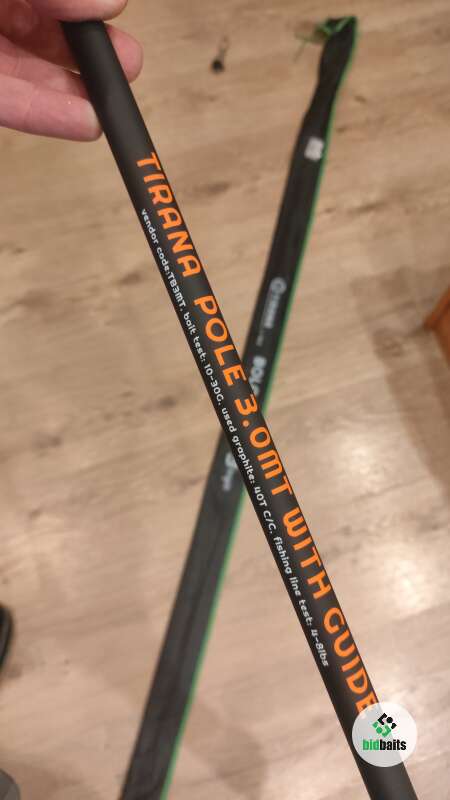 TIRANA POLE 3.0MT WITH GUIDE
vendor code:TB3MT. bait test: 10-30G. used graphite: 40T C/C. fishing line test: 4-8lbs
bidbaits